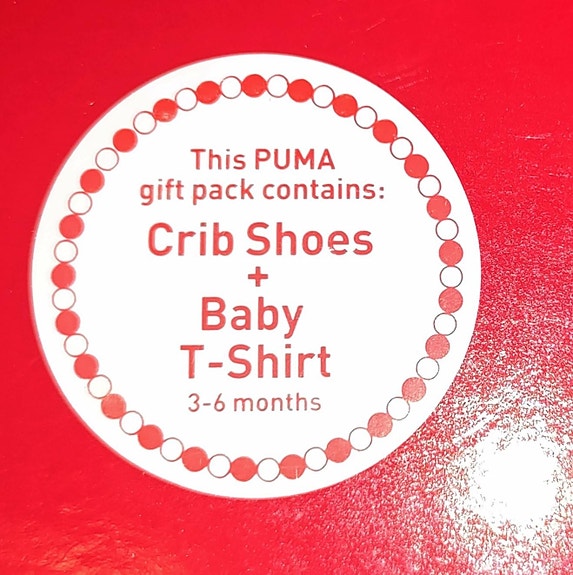 This PUMA
gift pack contains:
Crib Shoes
+
Baby
T-Shirt
3-6 months